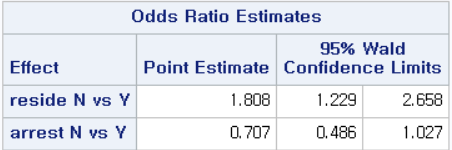 Odds Ratio Estimates
Effect Point Estimate 95% Wald Confidence Limits
reside N vs Y 1.808 1.229 2.658
arrest N vs Y 0.707 0.486 1.027